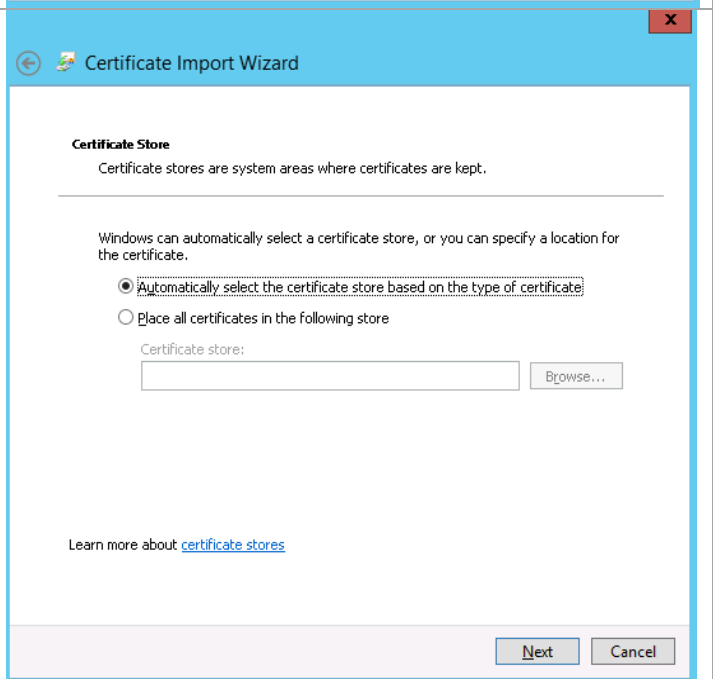 x
Certificate Import Wizard
Certificate Store
Certificate stores are system areas where certificates are kept.
Windows can automatically select a certificate store, or you can specify a location for
the certificate.
Automatically select the certificate store based on the type of certificate
Place all certificates in the following store
Certificate store:
Browse...
Learn more about certificate stores
Next
Cancel